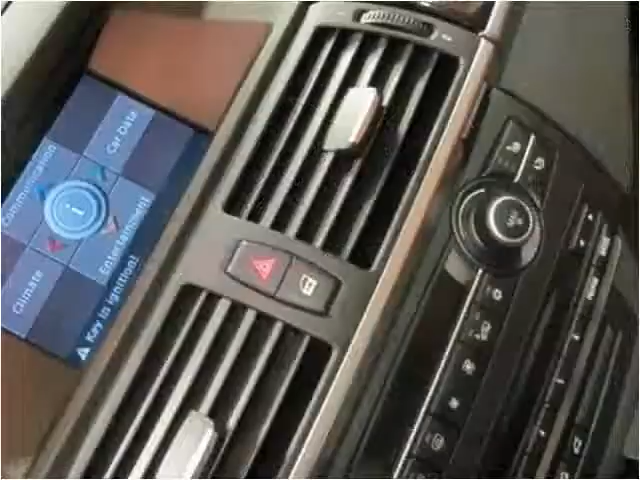 Communication
Car Data
i
Climate
Entertainment
Key in ignition!